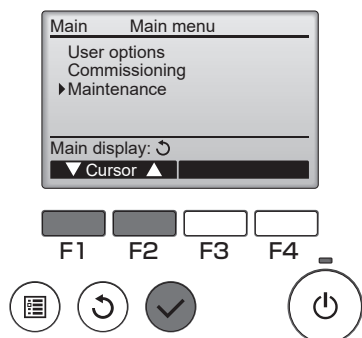 Main Main menu
User options
Commissioning
Maintenance
Main display:
Cursor
F1 F2 F3 F4